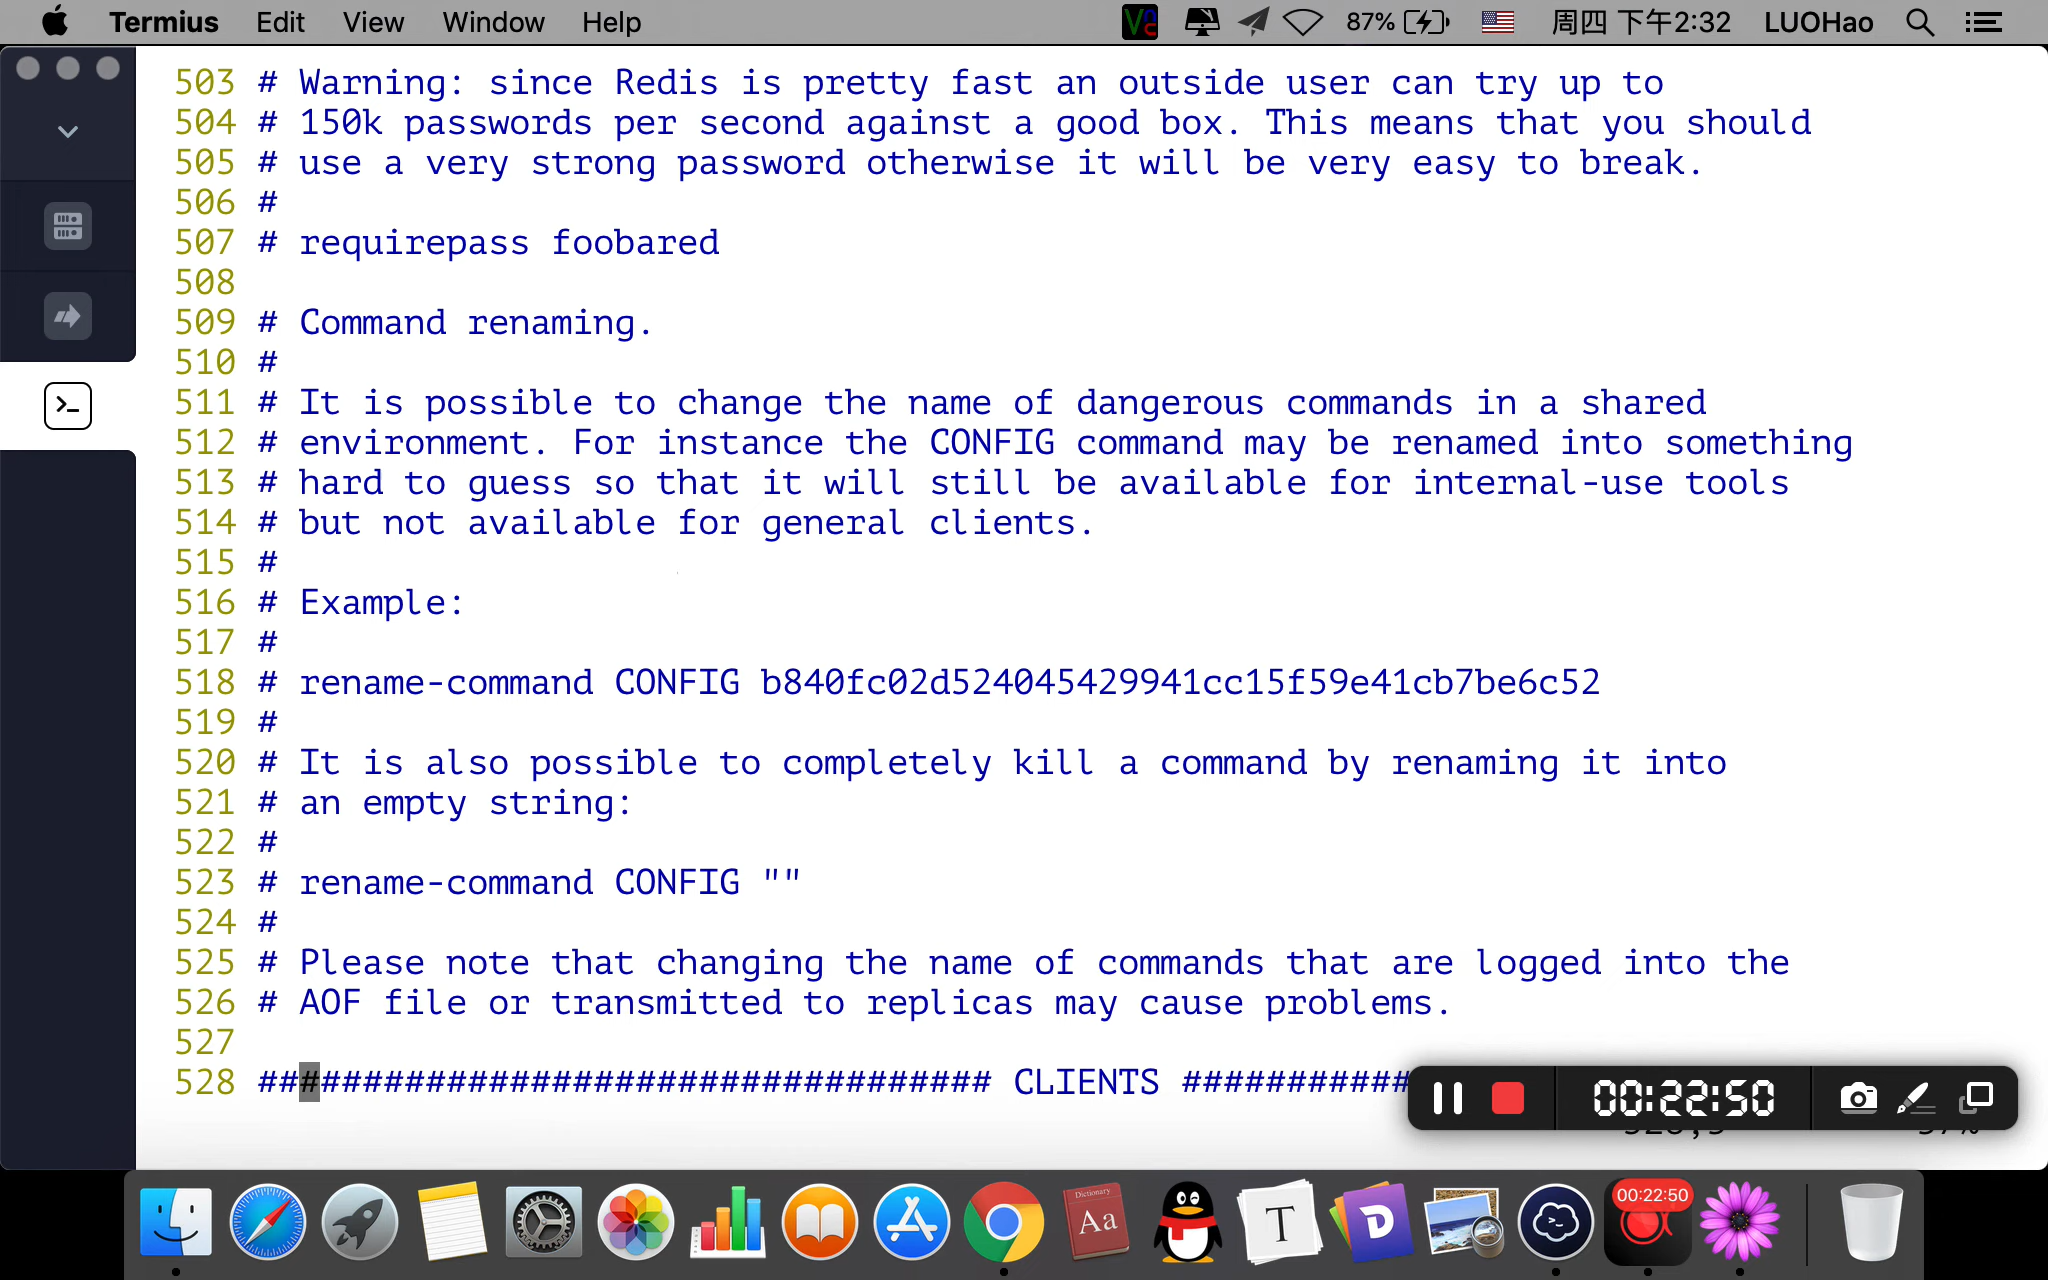 Termius Edit View Window Help 87% 周四 下午2:32 LUOHao
503 # Warning: since Redis is pretty fast an outside user can try up to
504 # 150k passwords per second against a good box. This means that you should
505 # use a very strong password otherwise it will be very easy to break.
506 #
507 # requirepass foobared
508
509 # Command renaming.
510 #
511 # It is possible to change the name of dangerous commands in a shared
512 # environment. For instance the CONFIG command may be renamed into something
513 # hard to guess so that it will still be available for internal-use tools
514 # but not available for general clients.
515 #
516 # Example:
517 #
518 # rename-command CONFIG b840fc02d524045429941cc15f59e41cb7be6c52
519 #
520 # It is also possible to completely kill a command by renaming it into
521 # an empty string:
522 #
523 # rename-command CONFIG ""
524 #
525 # Please note that changing the name of commands that are logged into the
526 # AOF file or transmitted to replicas may cause problems.
527
528 ################################### CLIENTS ###########
00:22:50
Dictionary
Aa
T
D
00:22:50